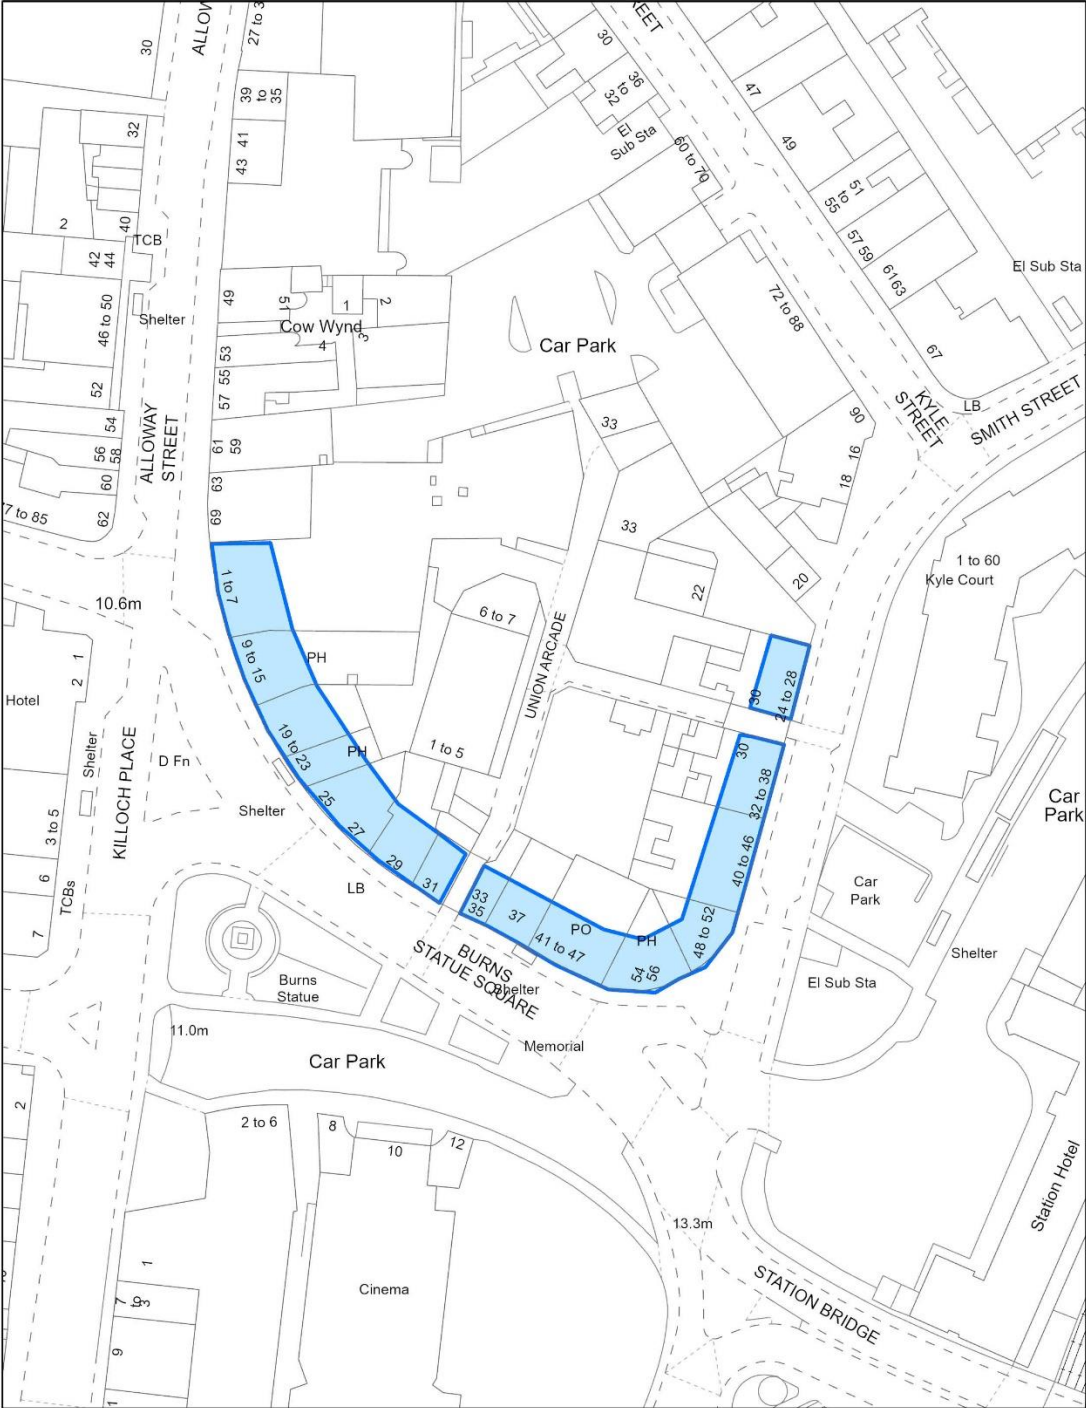 ALLOW
27 to 3
30
REET
30
36
to
32
El
Sub Sta
60 to 70
47
49
51
to
55
57 59
6163
67
El Sub Sta
39
to
35
41
43
32
2
40
TCB
42
44
46 to 50
Shelter
52
54
56
58
60
62
77 to 85
ALLOWAY
STREET
49
51
1
2
Cow Wynd
4
3
53
55
57
61
59
63
69
Car Park
72 to 88
90
KYLE
STREET
LB
SMITH STREET
16
18
33
33
20
22
1 to 60
Kyle Court
1 to 7
10.6m
9 to 15
PH
6 to 7
UNION ARCADE
1
2
Hotel
Shelter
KILLOCH PLACE
D Fn
3 to 5
6
TCBs
7
19 to 23
PH
1 to 5
Shelter
25
27
29
31
LB
30
24 to 28
30
32 to 38
40 to 46
48 to 52
Car
Park
Car
Park
Shelter
El Sub Sta
33
35
37
PO
41 to 47
PH
54
56
BURNS
STATUE SQUARE
Shelter
Memorial
Burns
Statue
11.0m
Car Park
2
2 to 6
8
10
12
13.3m
Station Hotel
STATION BRIDGE
Cinema
1
7
to
3
9
1